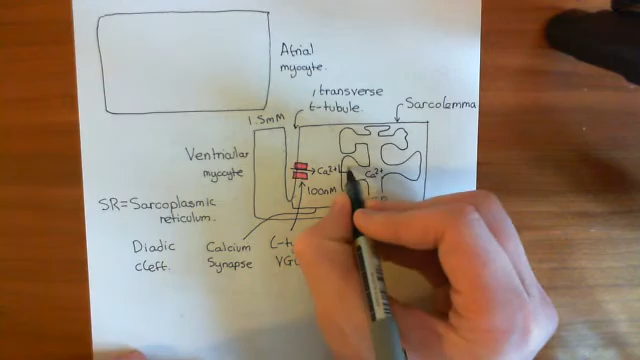 Atrial
myocyte.
transverse
t-tubule.
Sarcolemma
1.5mM
Ventricular
myocyte
Ca2+
Ca2+
100nM
SR=Sarcoplasmic
reticulum.
Diadic
cleft.
Calcium
Synapse